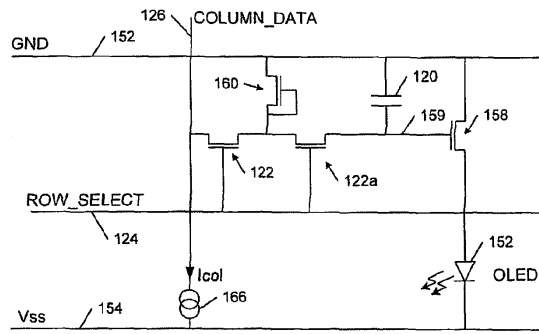 126
COLUMN_DATA
152
GND
160
120
159
158
122
122a
ROW_SELECT
124
152
Icol
OLED
Vss
154
166